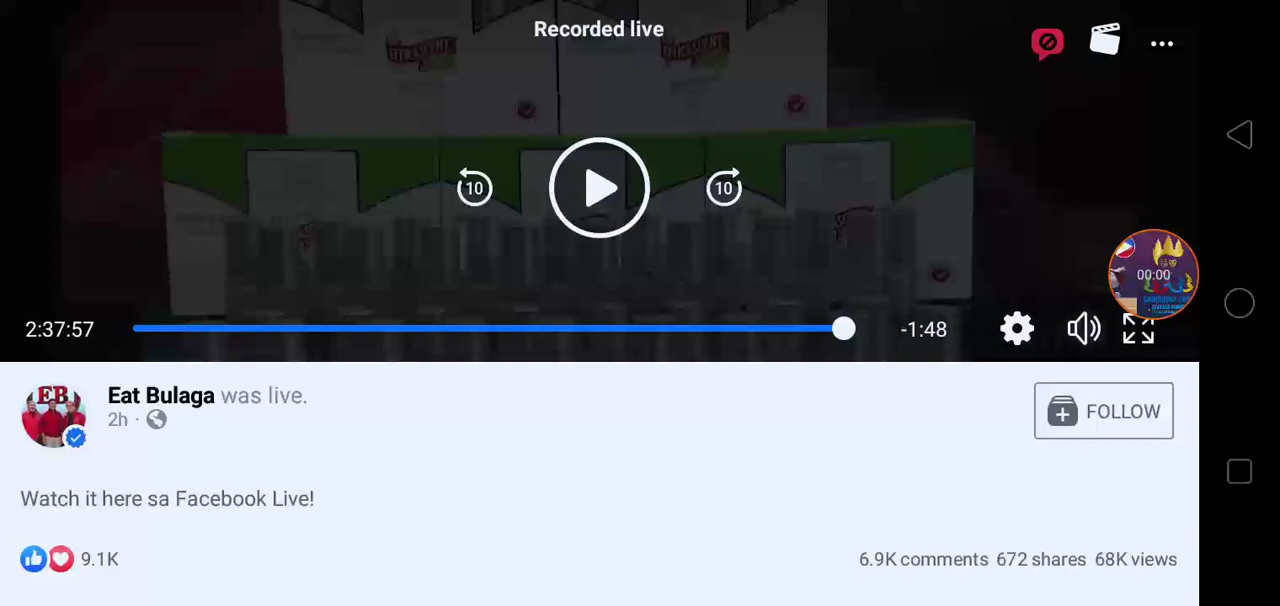 Recorded live
10
10
00:00
2:37:57
-1:48
EB
Eat Bulaga was live.
2h ·
FOLLOW
Watch it here sa Facebook Live!
9.1K
6.9K comments 672 shares 68K views